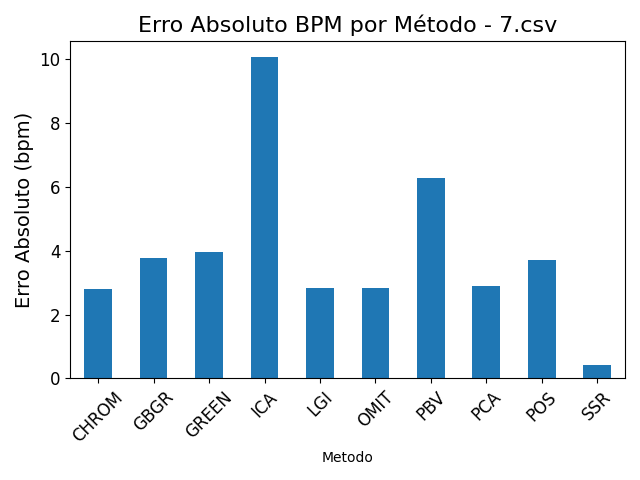 Erro Absoluto BPM por Método - 7.csv
Erro Absoluto (bpm)
10
8
6
4
2
0
CHROM
GBGR
GREEN
ICA
LGI
OMIT
PBV
PCA
POS
SSR
Metodo